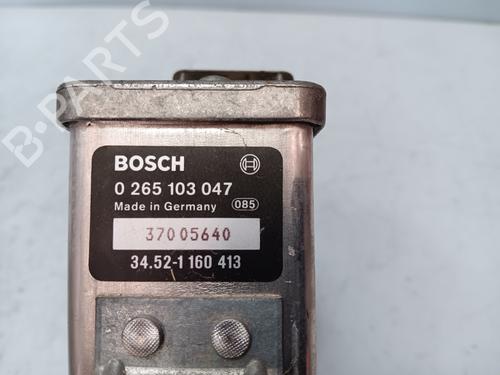 B-PARTS
BOSCH
0 265 103 047
Made in Germany 085
37005640
34.52-1 160 413